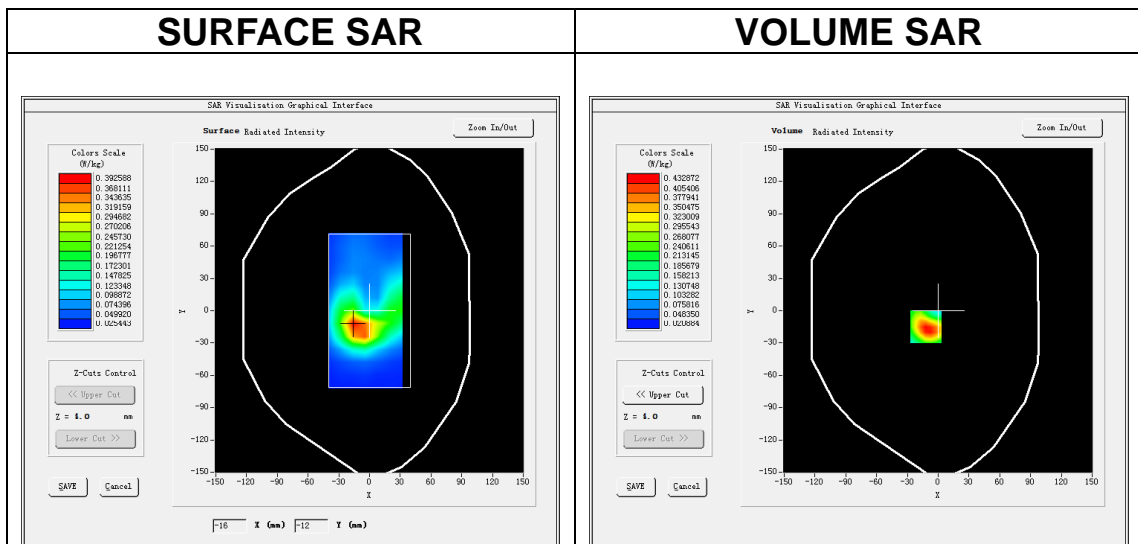 SURFACE SAR
VOLUME SAR
SAR Visualisation Graphical Interface
Surface Radiated Intensity
Zoom In/Out
Colors Scale
(W/kg)
0.392588
0.368111
0.343635
0.319159
0.294682
0.270206
0.245730
0.221254
0.196777
0.172301
0.147825
0.123348
0.098872
0.074396
0.049920
0.025443
Z-Cuts Control
<< Upper Cut
Z = 4.0 mm
Lower Cut >>
SAVE
Cancel
150
120
90
60
30
0
-30
-60
-90
-120
-150
Y
-150 -120 -90 -60 -30 0 30 60 90 120 150
X
-16 X (mm) -12 Y (mm)
SAR Visualisation Graphical Interface
Volume Radiated Intensity
Zoom In/Out
Colors Scale
(W/kg)
0.432872
0.405406
0.377941
0.350475
0.323009
0.295543
0.268077
0.240611
0.213145
0.185679
0.158213
0.130748
0.103282
0.075816
0.048350
0.020884
Z-Cuts Control
<< Upper Cut
Z = 4.0 mm
Lower Cut >>
SAVE
Cancel
150
120
90
60
30
0
-30
-60
-90
-120
-150
Y
-150 -120 -90 -60 -30 0 30 60 90 120 150
X